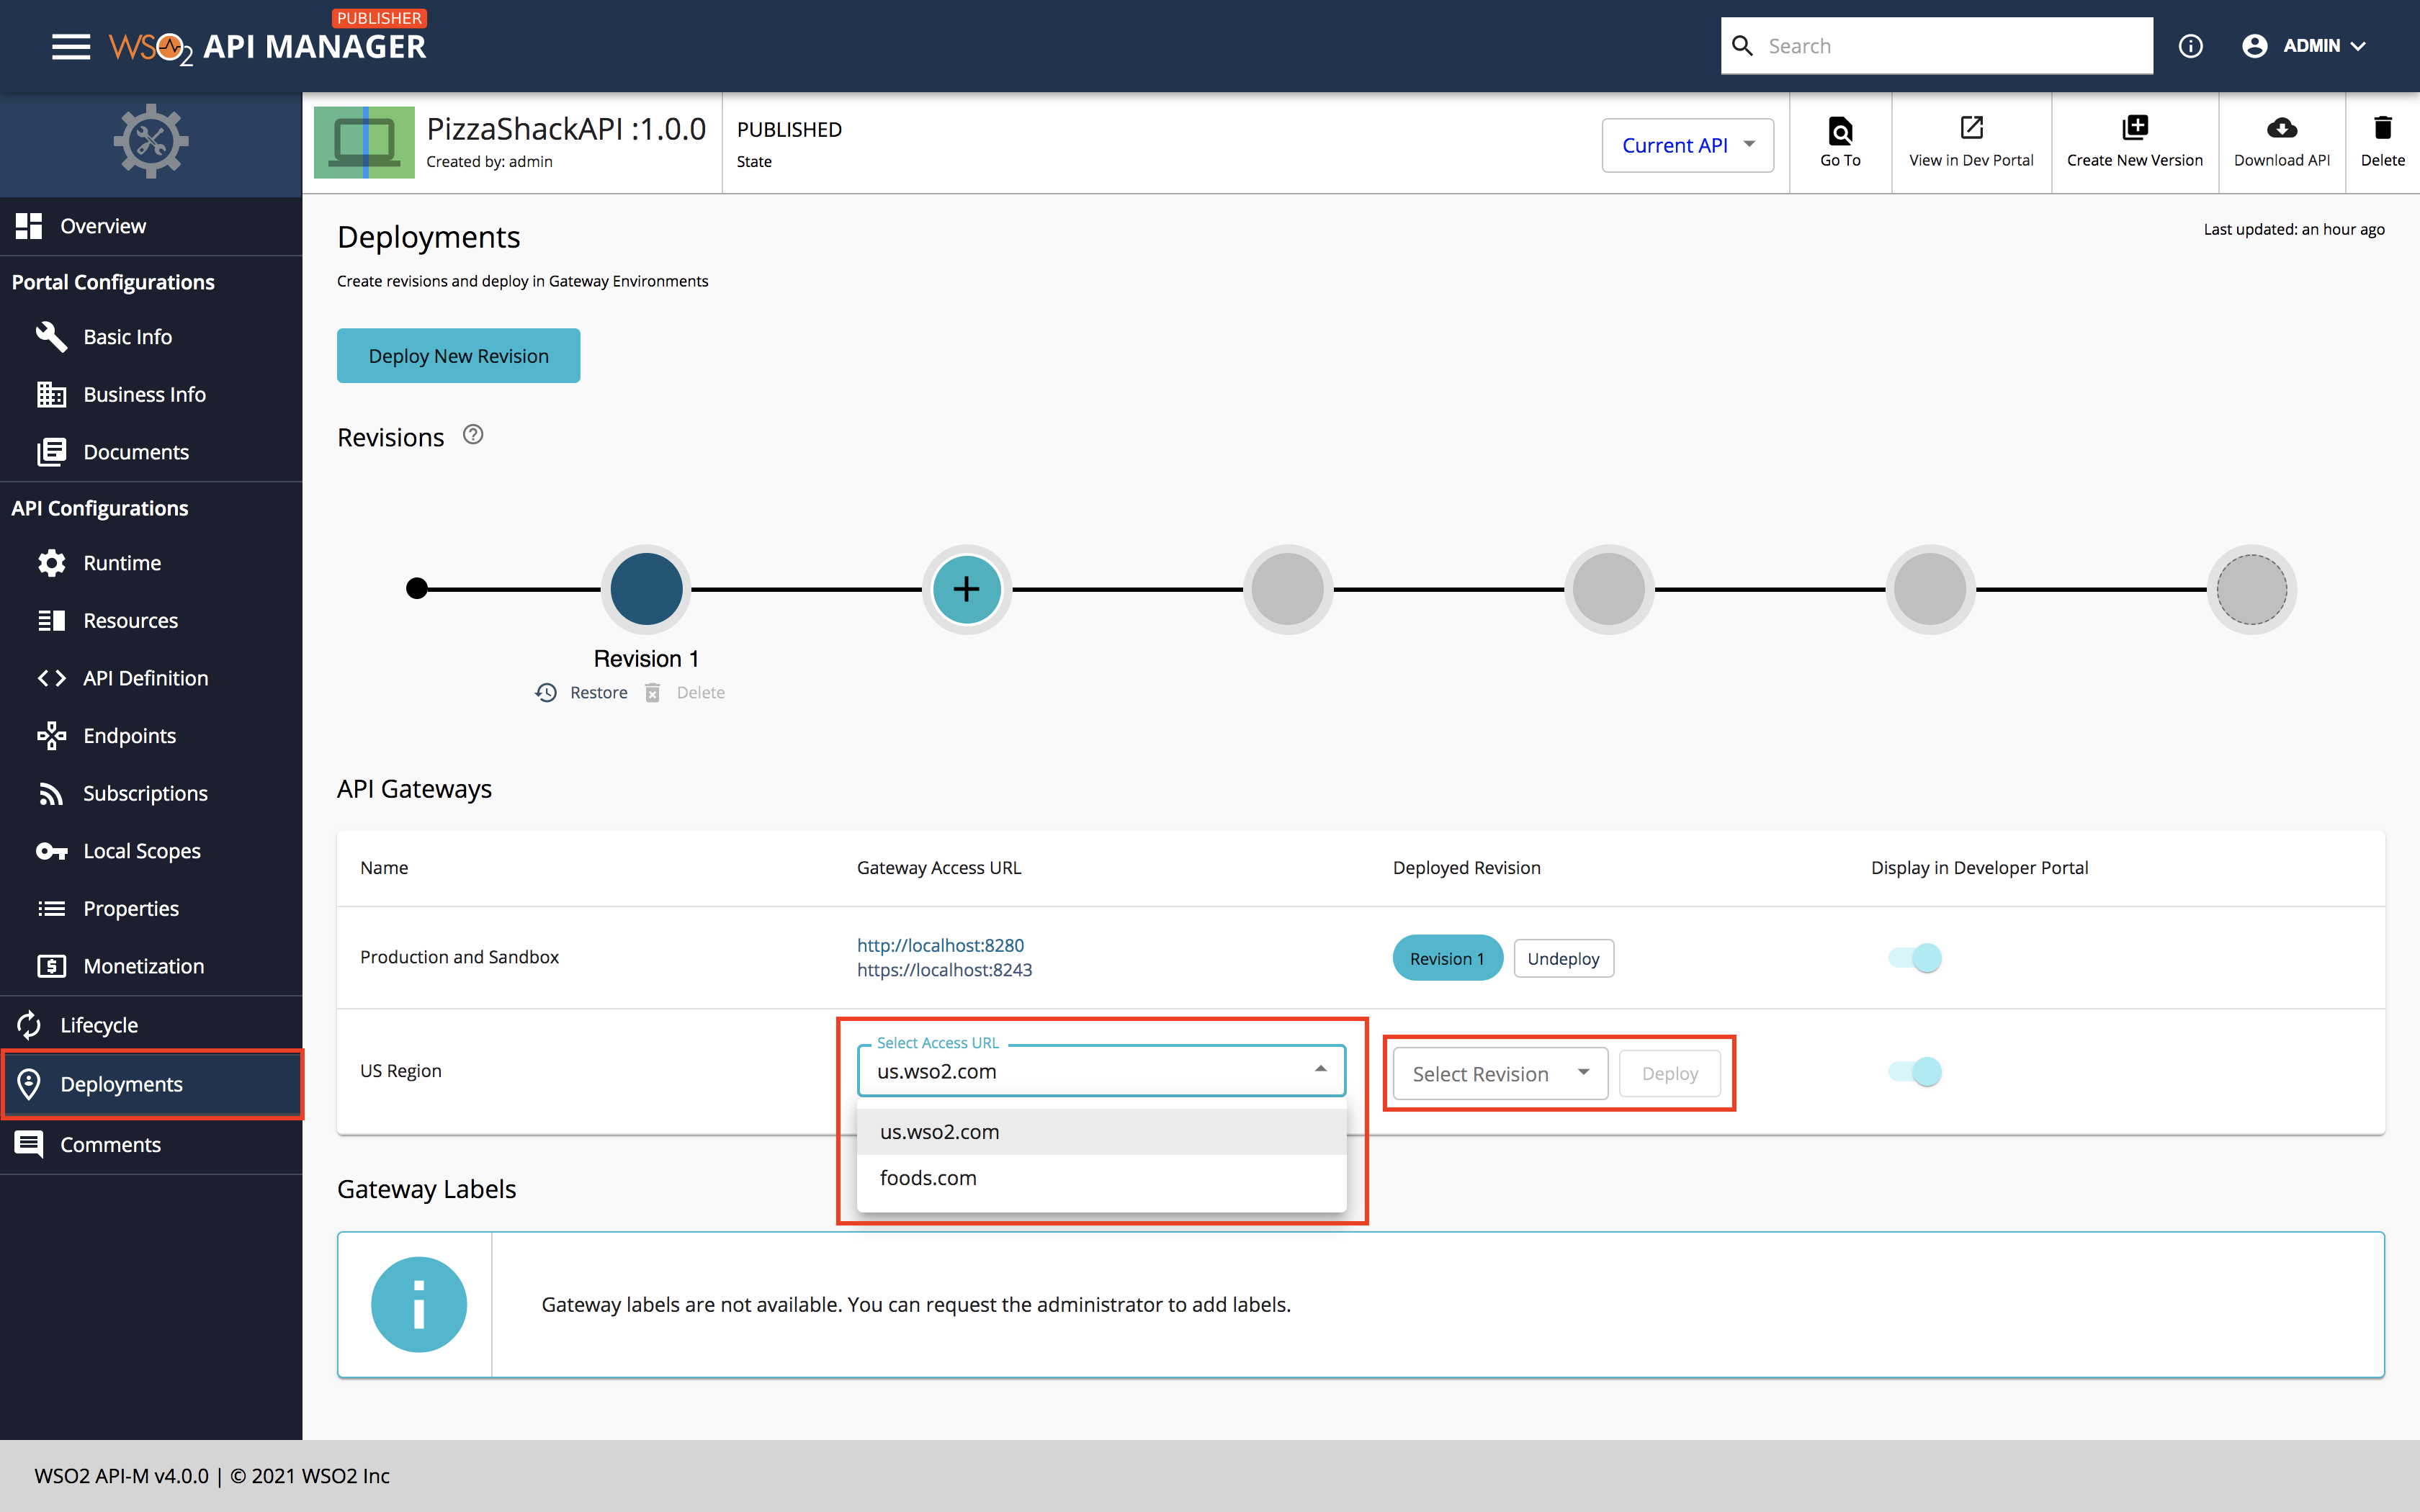 PUBLISHER
WSO2 API MANAGER
Search
ADMIN
PizzaShackAPI :1.0.0
Created by: admin
PUBLISHED
State
Current API
Go To
View in Dev Portal
Create New Version
Download API
Delete
Overview
Portal Configurations
Basic Info
Business Info
Documents
API Configurations
Runtime
Resources
API Definition
Endpoints
Subscriptions
Local Scopes
Properties
Monetization
Lifecycle
Deployments
Comments
Deployments
Last updated: an hour ago
Create revisions and deploy in Gateway Environments
Deploy New Revision
Revisions
Revision 1
Restore Delete
API Gateways
Name Gateway Access URL Deployed Revision Display in Developer Portal
Production and Sandbox
http://localhost:8280
https://localhost:8243
Revision 1 Undeploy
US Region
Select Access URL
us.wso2.com
us.wso2.com
foods.com
Select Revision Deploy
Gateway Labels
Gateway labels are not available. You can request the administrator to add labels.
WSO2 API-M v4.0.0 | © 2021 WSO2 Inc